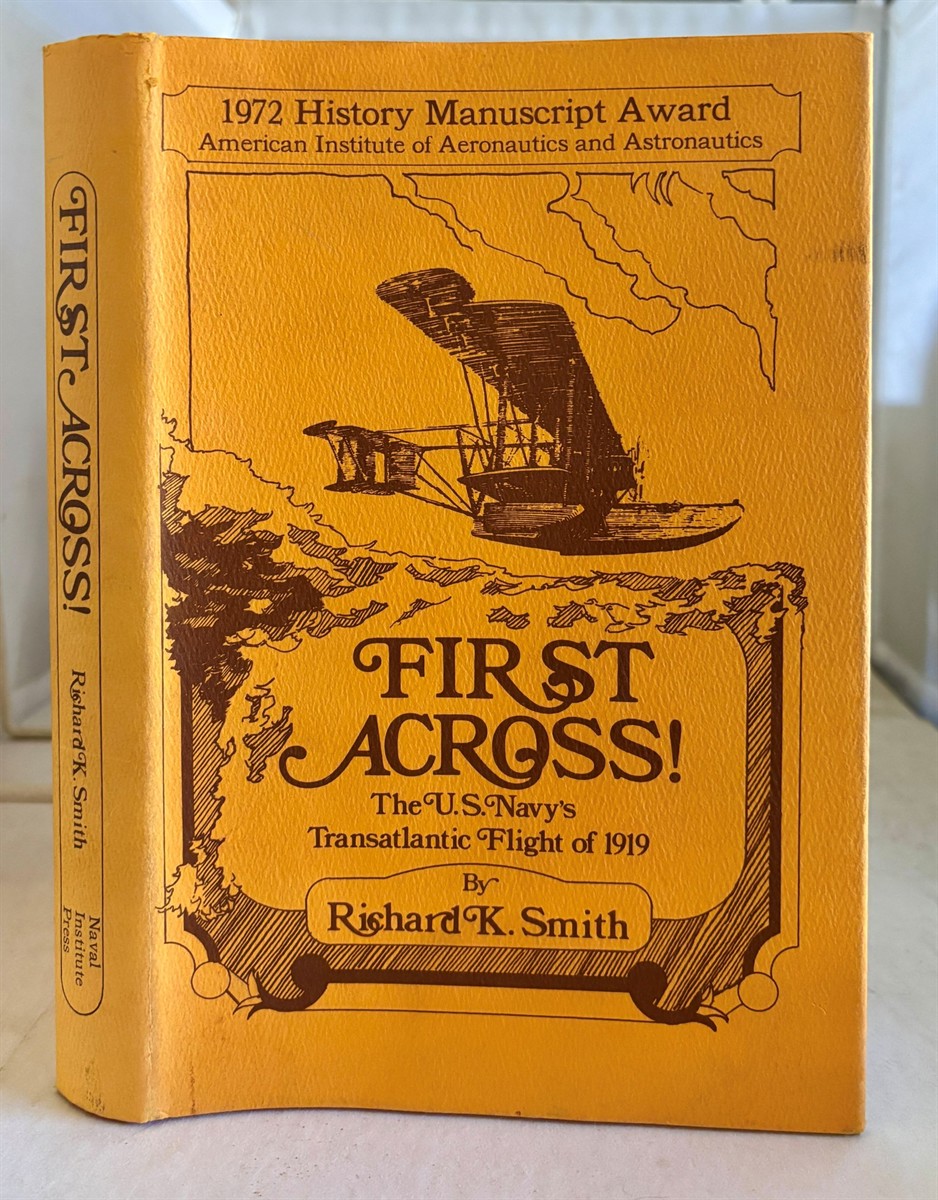 1972 History Manuscript Award
American Institute of Aeronautics and Astronautics
FIRST
ACROSS!
The U.S. Navy's
Transatlantic Flight of 1919
By
Richard K. Smith
FIRST ACROSS!
Richard K. Smith
Naval
Institute
Press